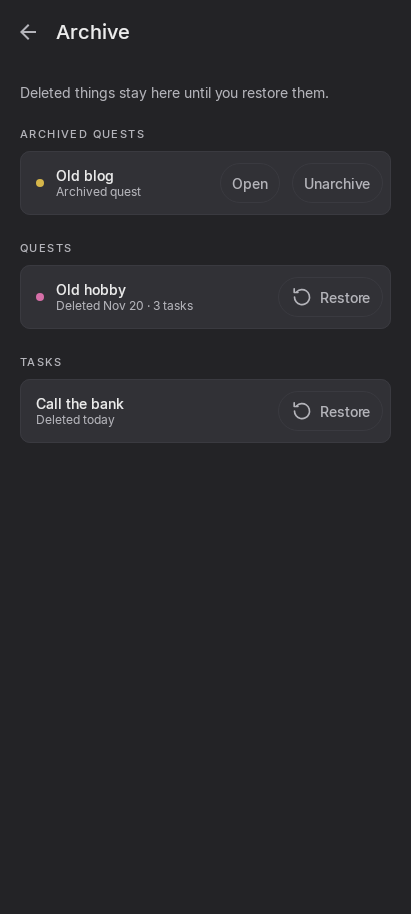 Archive
Deleted things stay here until you restore them.
ARCHIVED QUESTS
Old blog
Archived quest
Open
Unarchive
QUESTS
Old hobby
Deleted Nov 20 · 3 tasks
Restore
TASKS
Call the bank
Deleted today
Restore